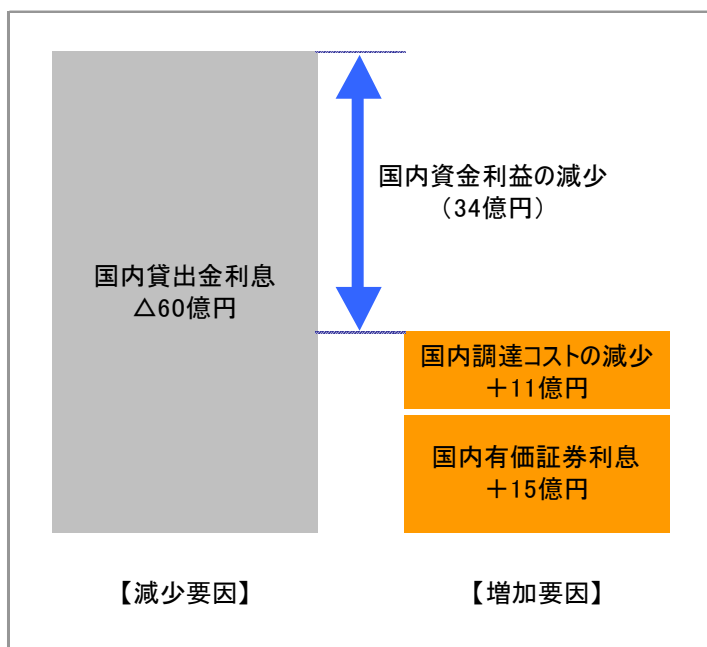 国内資金利益の減少
（34億円）
国内貸出金利息
△60億円
国内調達コストの減少
＋11億円
国内有価証券利息
＋15億円
【減少要因】
【増加要因】